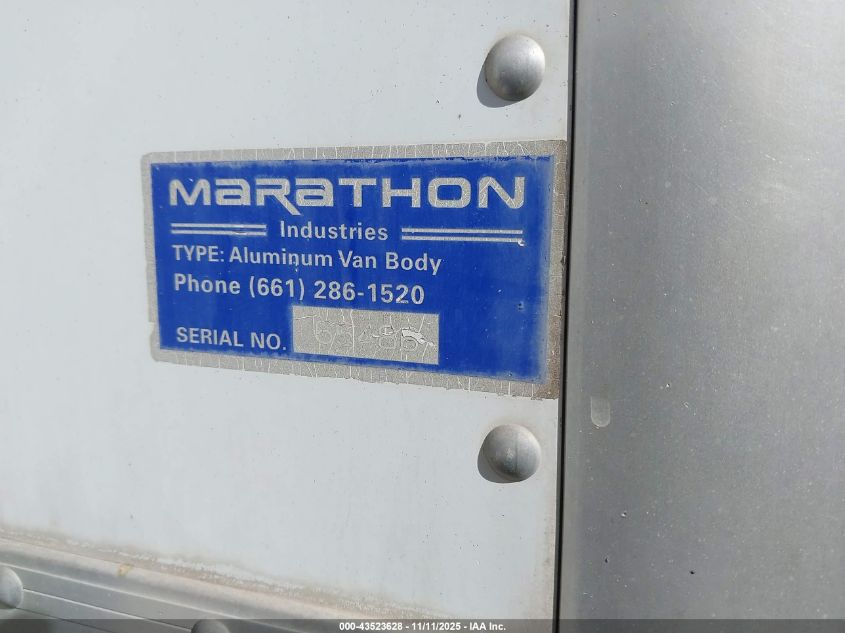 MARATHON
Industries
TYPE: Aluminum Van Body
Phone (661) 286-1520
SERIAL NO.
000-43523628 - 11/11/2025 - IAA Inc.